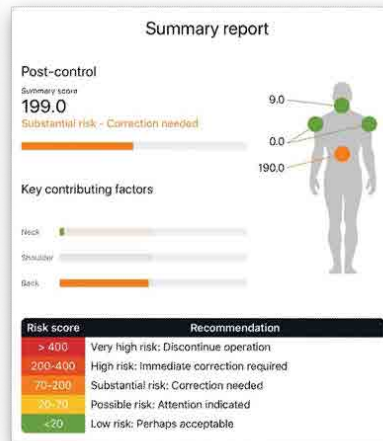 Summary report
Post-control
Summary score
199.0
Substantial risk - Correction needed
9.0
0.0
190.0
Key contributing factors
Neck
Shoulder
Back
Risk score Recommendation
> 400 Very high risk: Discontinue operation
200-400 High risk: Immediate correction required
70-200 Substantial risk: Correction needed
20-70 Possible risk: Attention indicated
<20 Low risk: Perhaps acceptable